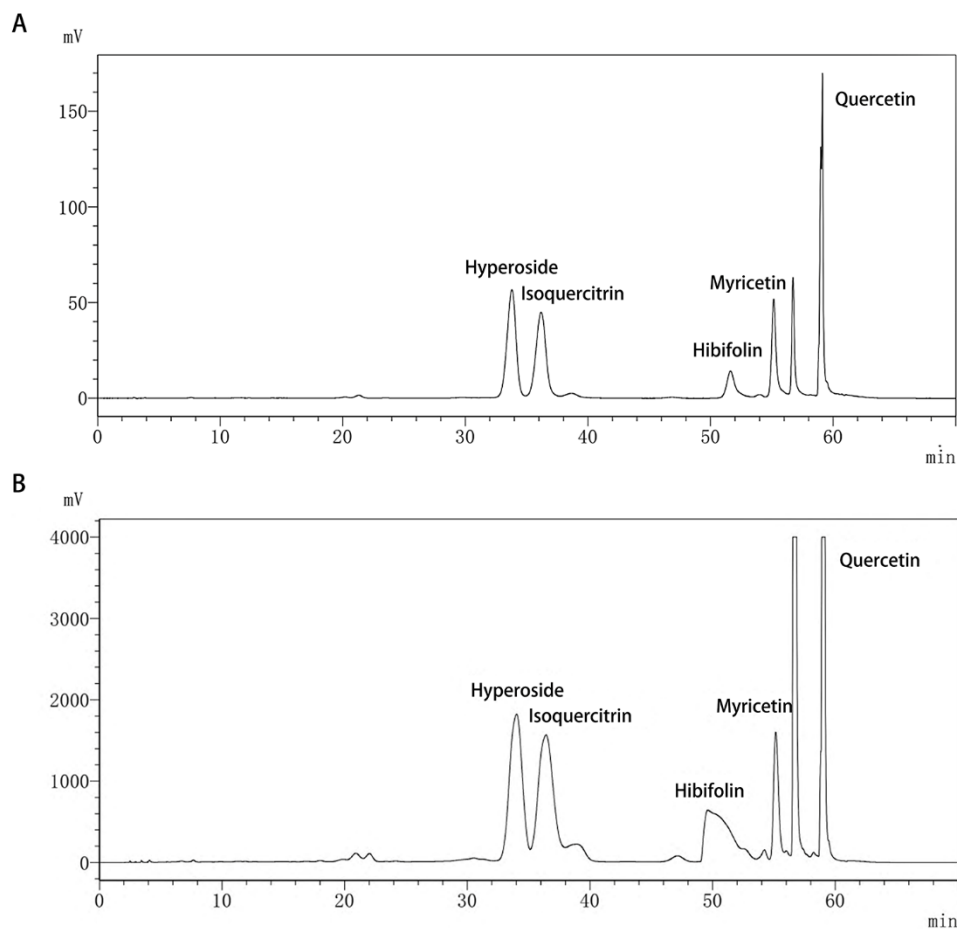 A
mV
150
Quercetin
100
Hyperoside
Isoquercitrin
Myricetin
50
Hibifolin
0
0 10 20 30 40 50 60
min
B
mV
4000
Quercetin
3000
Hyperoside
Isoquercitrin
Myricetin
2000
Hibifolin
1000
0
0 10 20 30 40 50 60
min